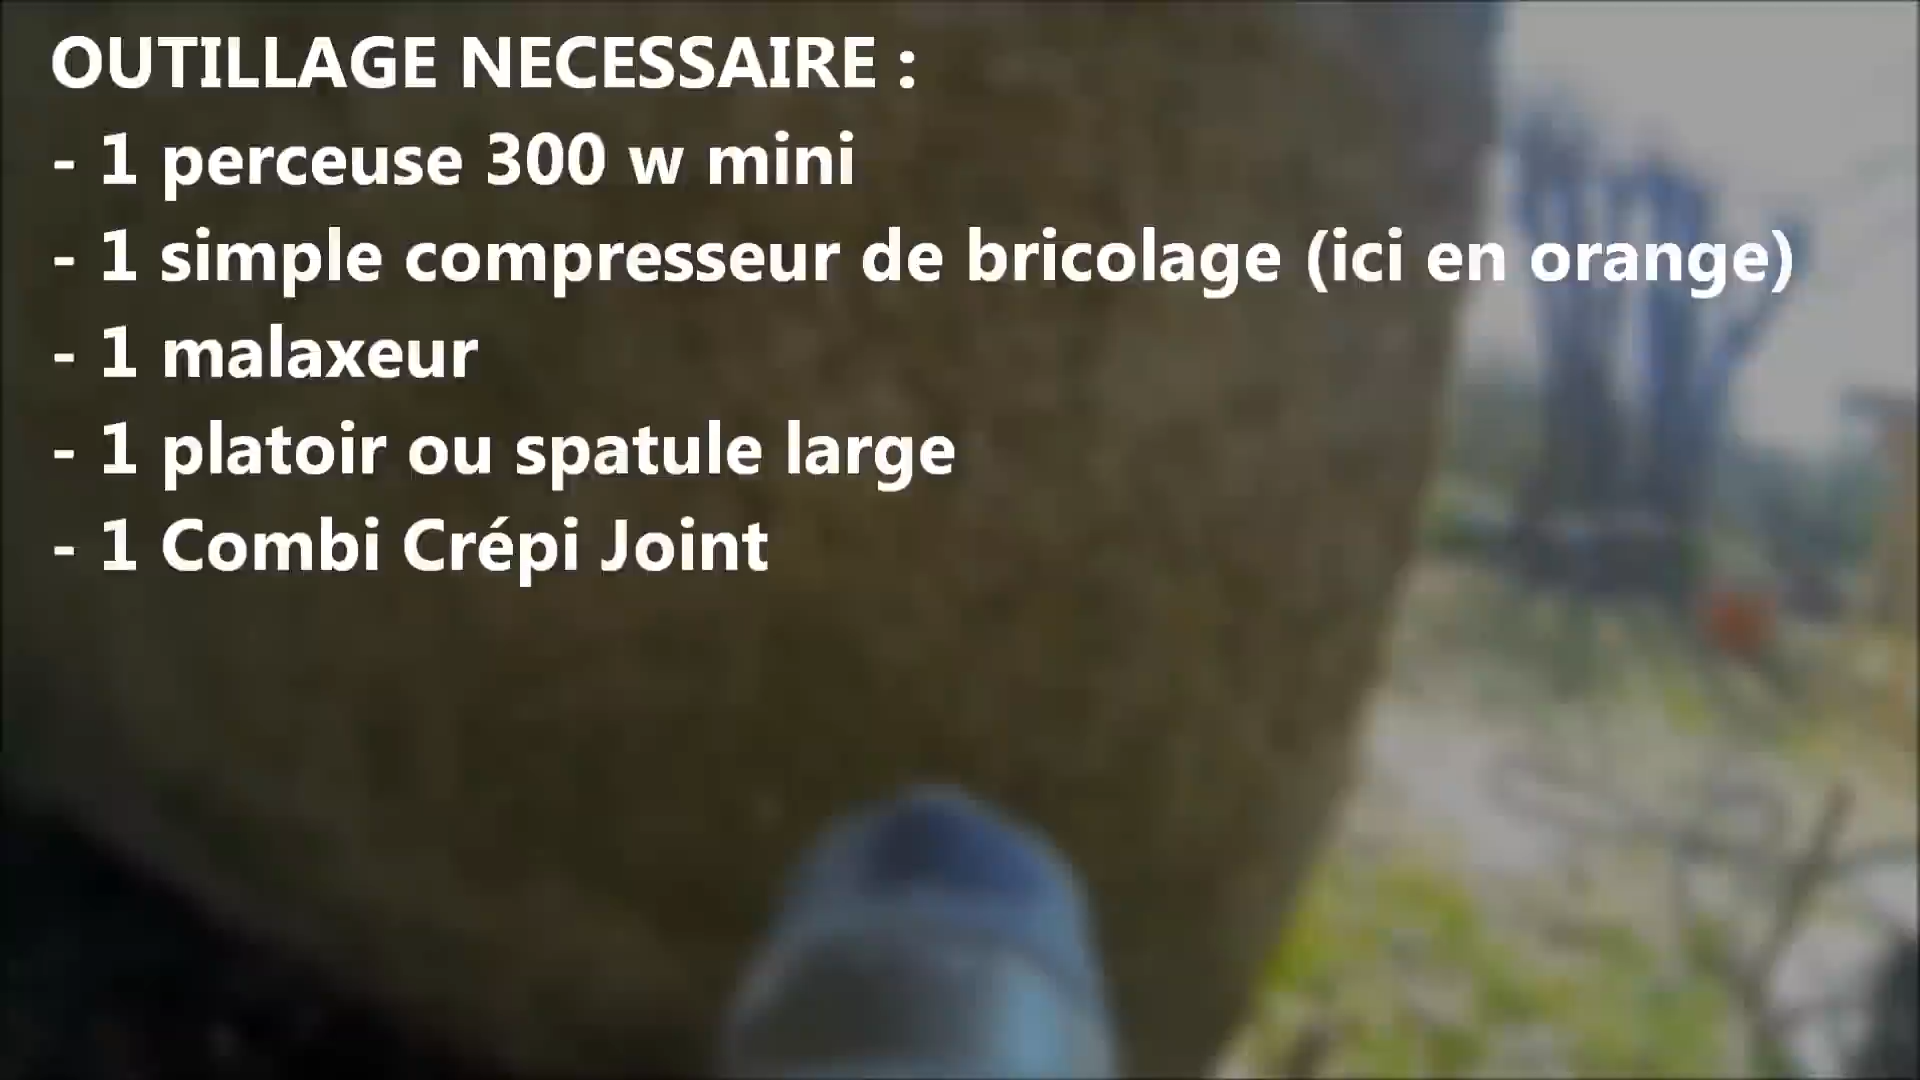 OUTILLAGE NECESSAIRE :
- 1 perceuse 300 w mini
- 1 simple compresseur de bricolage (ici en orange)
- 1 malaxeur
- 1 platoir ou spatule large
- 1 Combi Crépi Joint